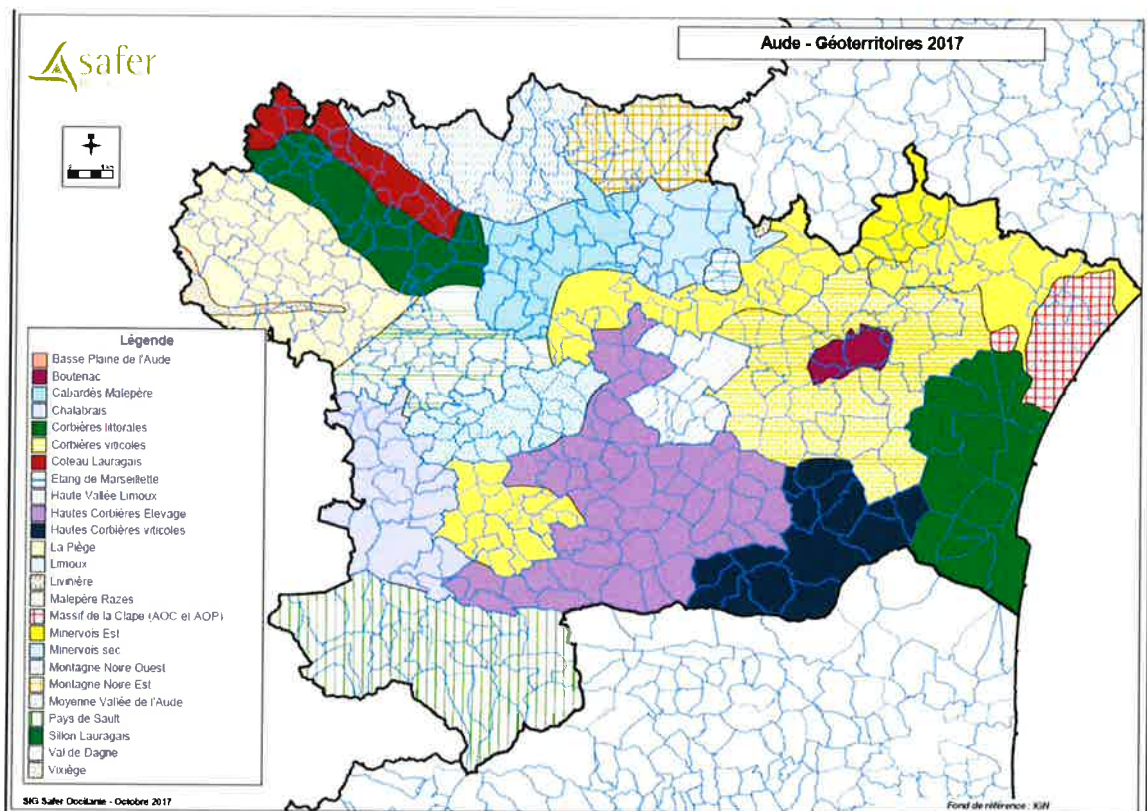 safer
Aude - Géoterritoires 2017
Légende
Basse Plaine de l'Aude
Boutenac
Cabardès Malepère
Chalabrais
Corbières littorales
Corbières viticoles
Coteau Lauragais
Etang de Marseillette
Haute Vallée Limoux
Hautes Corbières Elevage
Hautes Corbières viticoles
La Piège
Limoux
Livinière
Malepère Razes
Massif de la Clape (AOC et AOP)
Minervois Est
Minervois sec
Montagne Noire Ouest
Montagne Noire Est
Moyenne Vallée de l'Aude
Pays de Sault
Sillon Lauragais
Val de Dagne
Vixiège
SIG Safer Occitanie - Octobre 2017
Fond de référence : IGN